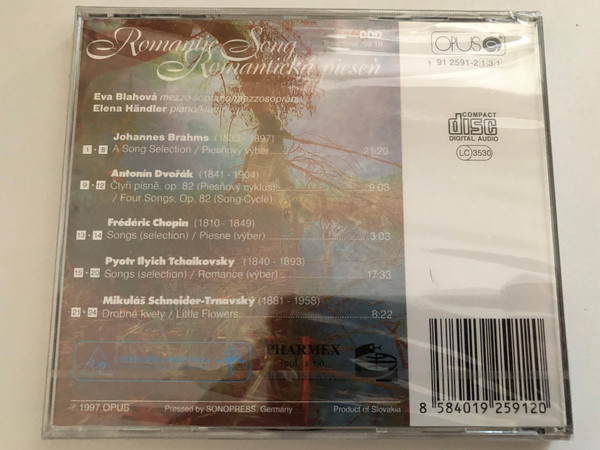 Romantic Song
Romantická pieseň
DDD
OPUS
91 2591-2 131
Eva Blahová mezzo-soprano/mezzosoprán
Elena Händler piano/klavír
COMPACT
disc
DIGITAL AUDIO
LC 3530
Johannes Brahms (1833 - 1897)
1 - 8 A Song Selection / Piesňový výber 21:20
Antonín Dvořák (1841 - 1904)
9 - 12 Čtyři písně, op. 82 (Piesňový cyklus) 9:03
/ Four Songs, Op. 82 (Song-Cycle)
Frédéric Chopin (1810 - 1849)
13 - 14 Songs (selection) / Piesne (výber) 3:03
Pyotr Ilyich Tchaikovsky (1840 - 1893)
15 - 20 Songs (selection) / Romance (výber) 17:33
Mikuláš Schneider-Trnavský (1881 - 1958)
21 - 24 Drobné kvety / Little Flowers 8:22
PHARMEX
spol. s r.o.
℗ 1997 OPUS
Pressed by SONOPRESS, Germany
Product of Slovakia
8 584019 259120